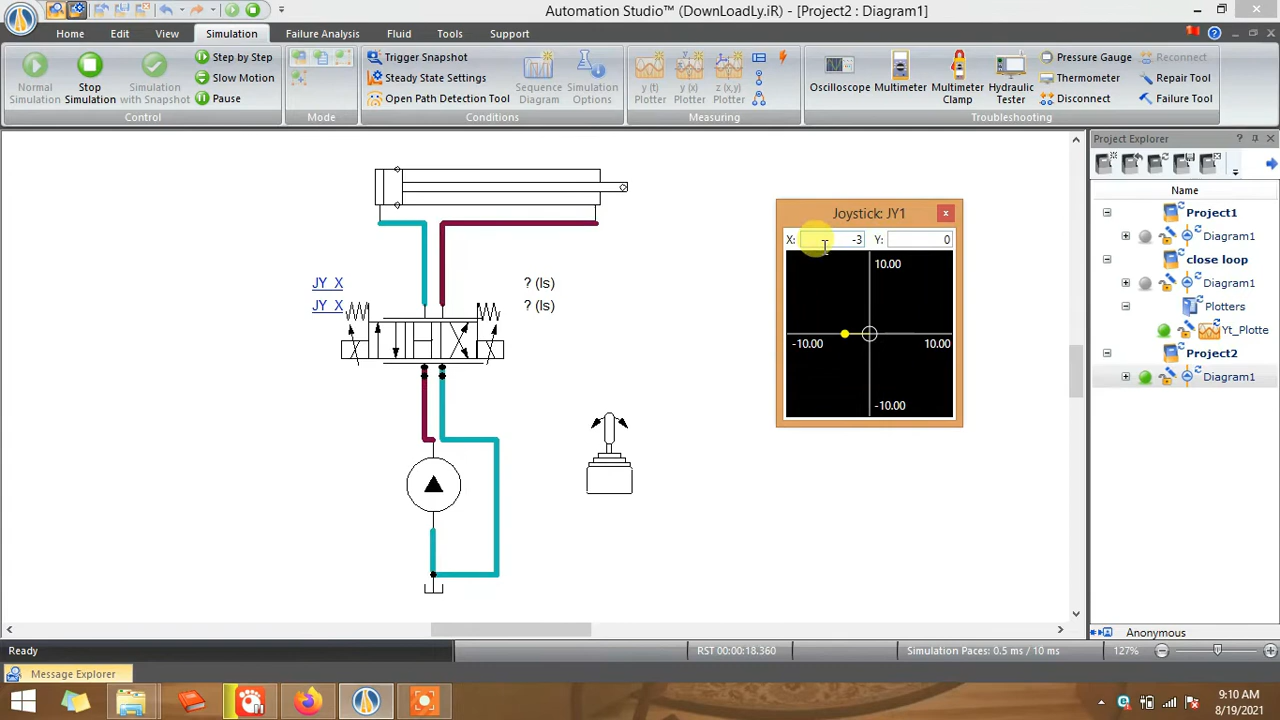 Automation Studio™ (DownLoadLy.iR) - [Project2 : Diagram1]
Home Edit View Simulation Failure Analysis Fluid Tools Support
Normal Simulation
Stop Simulation
Simulation with Snapshot
Step by Step
Slow Motion
Pause
Control
Mode
Trigger Snapshot
Steady State Settings
Open Path Detection Tool
Sequence Diagram
Simulation Options
Conditions
y (t) Plotter
y (x) Plotter
z (x,y) Plotter
Measuring
Oscilloscope
Multimeter
Multimeter Clamp
Hydraulic Tester
Pressure Gauge
Thermometer
Disconnect
Reconnect
Repair Tool
Failure Tool
Troubleshooting
JY_X
JY_X
? (ls)
? (ls)
Joystick: JY1
X: -3 Y: 0
10.00
-10.00
10.00
-10.00
Project Explorer
Name
Project1
Diagram1
close loop
Diagram1
Plotters
Yt_Plotte
Project2
Diagram1
Anonymous
Ready
RST 00:00:18.360
Simulation Paces: 0.5 ms / 10 ms
127%
Message Explorer
9:10 AM
8/19/2021